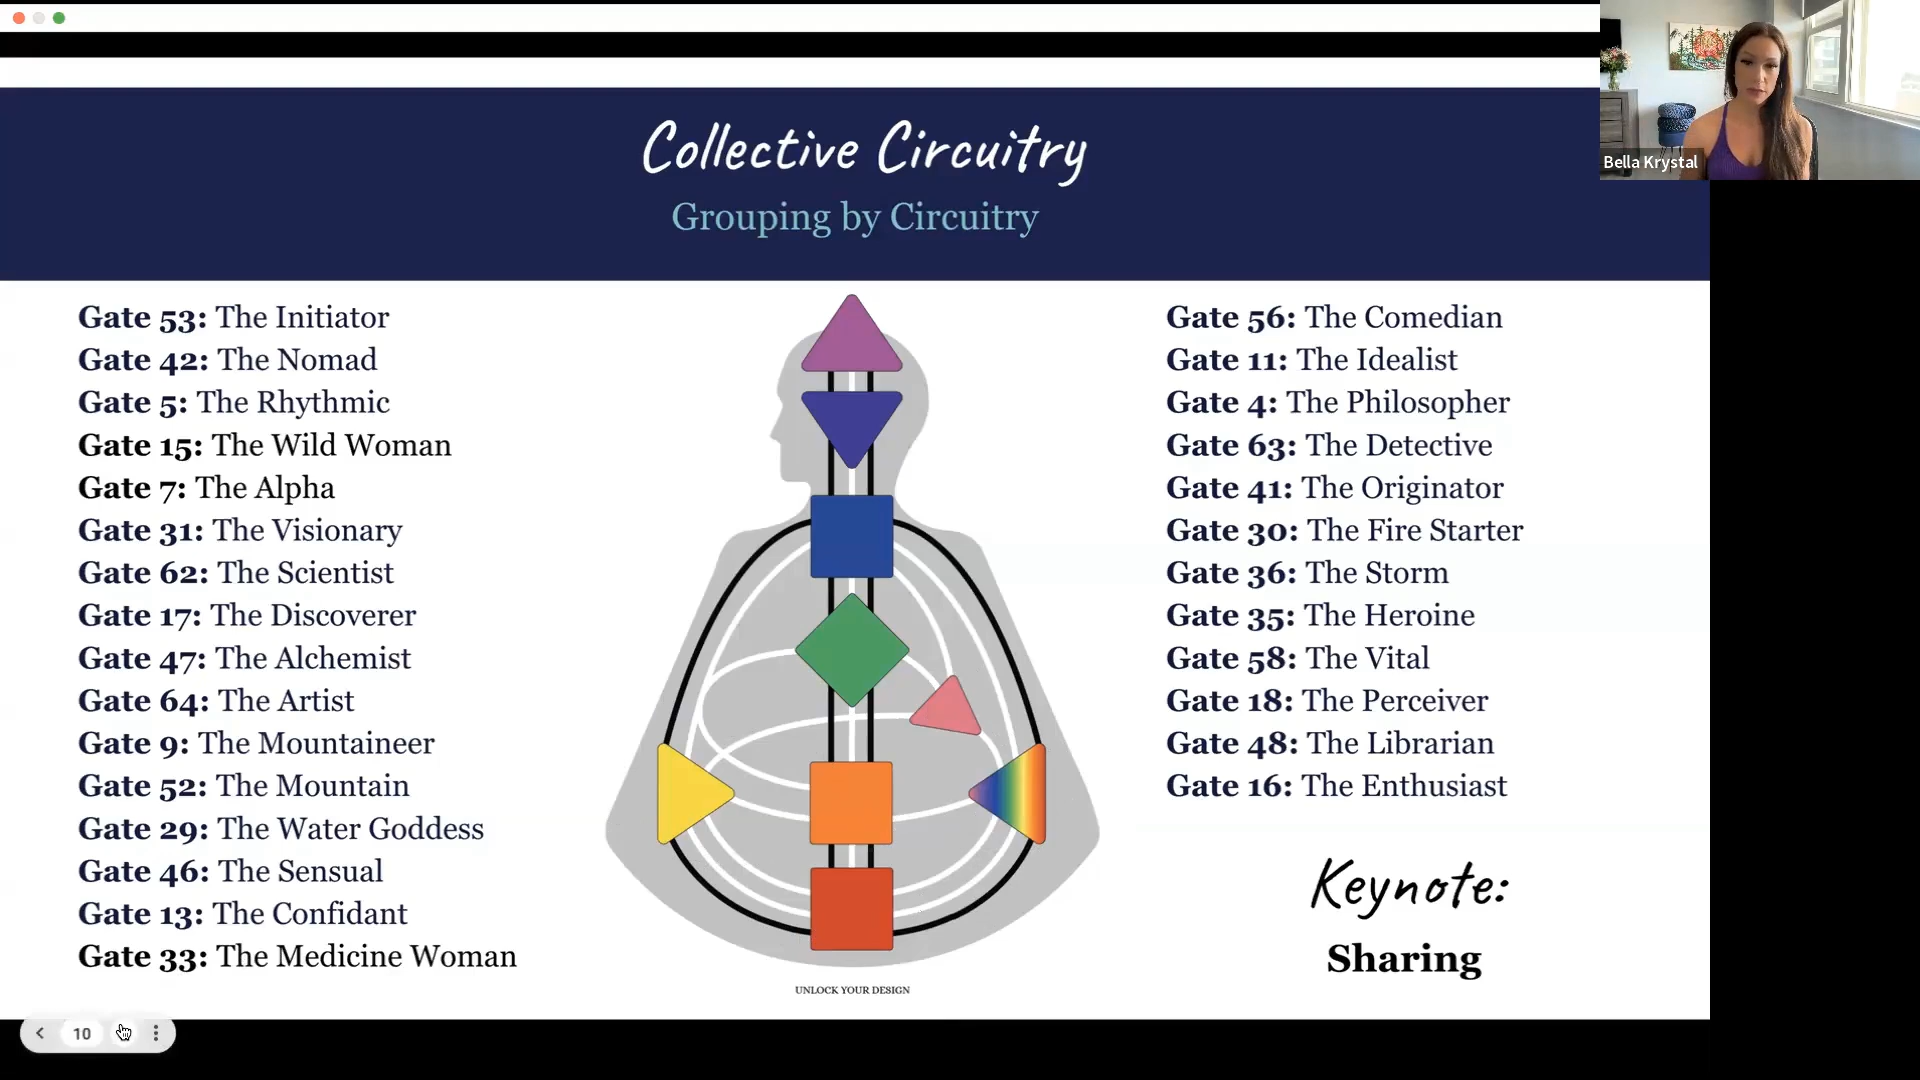 Collective Circuitry
Grouping by Circuitry
Bella Krystal
Gate 53: The Initiator
Gate 42: The Nomad
Gate 5: The Rhythmic
Gate 15: The Wild Woman
Gate 7: The Alpha
Gate 31: The Visionary
Gate 62: The Scientist
Gate 17: The Discoverer
Gate 47: The Alchemist
Gate 64: The Artist
Gate 9: The Mountaineer
Gate 52: The Mountain
Gate 29: The Water Goddess
Gate 46: The Sensual
Gate 13: The Confidant
Gate 33: The Medicine Woman
Gate 56: The Comedian
Gate 11: The Idealist
Gate 4: The Philosopher
Gate 63: The Detective
Gate 41: The Originator
Gate 30: The Fire Starter
Gate 36: The Storm
Gate 35: The Heroine
Gate 58: The Vital
Gate 18: The Perceiver
Gate 48: The Librarian
Gate 16: The Enthusiast
Keynote:
Sharing
UNLOCK YOUR DESIGN
10